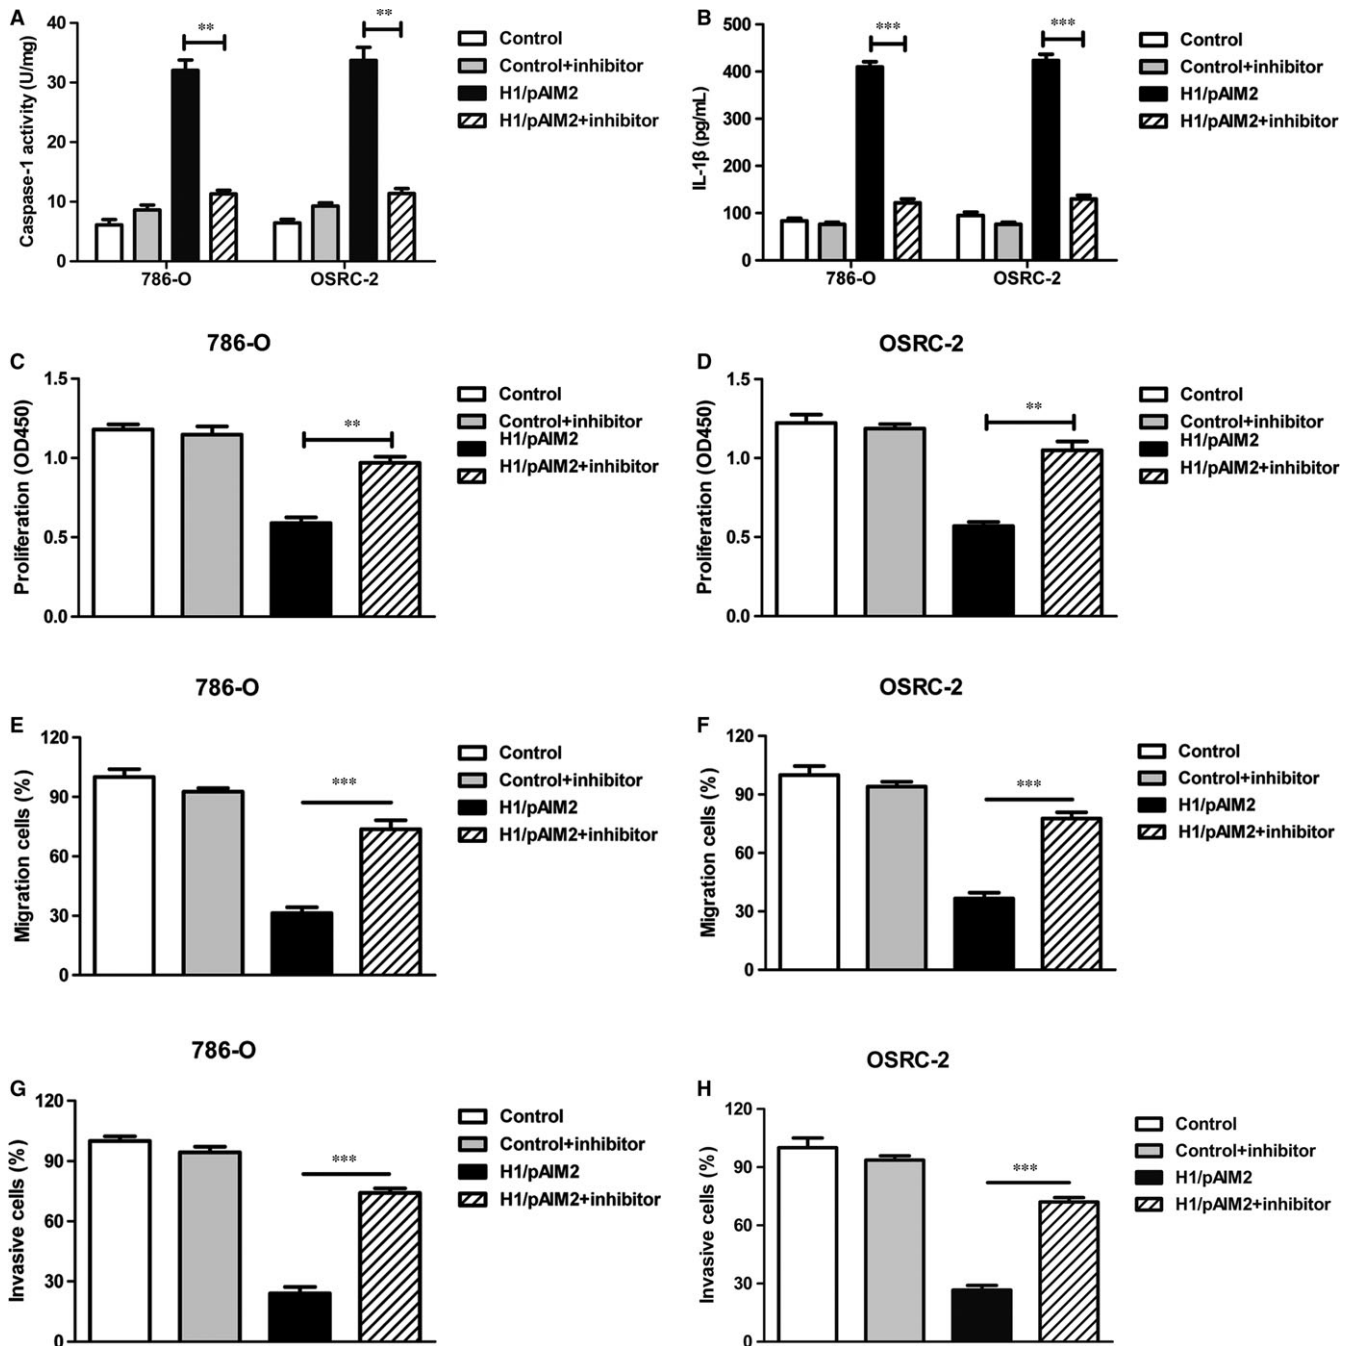 A
Caspase-1 activity (U/mg)
40
30
20
10
0
**
**
786-O
OSRC-2
Control
Control+inhibitor
H1/pAIM2
H1/pAIM2+inhibitor
B
IL-1β (pg/mL)
500
400
300
200
100
0
***
***
786-O
OSRC-2
Control
Control+inhibitor
H1/pAIM2
H1/pAIM2+inhibitor
786-O
C
Proliferation (OD450)
1.5
1.0
0.5
0.0
**
Control
Control+inhibitor
H1/pAIM2
H1/pAIM2+inhibitor
OSRC-2
D
Proliferation (OD450)
1.5
1.0
0.5
0.0
**
Control
Control+inhibitor
H1/pAIM2
H1/pAIM2+inhibitor
786-O
E
Migration cells (%)
120
90
60
30
0
***
Control
Control+inhibitor
H1/pAIM2
H1/pAIM2+inhibitor
OSRC-2
F
Migration cells (%)
120
90
60
30
0
***
Control
Control+inhibitor
H1/pAIM2
H1/pAIM2+inhibitor
786-O
G
Invasive cells (%)
120
90
60
30
0
***
Control
Control+inhibitor
H1/pAIM2
H1/pAIM2+inhibitor
OSRC-2
H
Invasive cells (%)
120
90
60
30
0
***
Control
Control+inhibitor
H1/pAIM2
H1/pAIM2+inhibitor